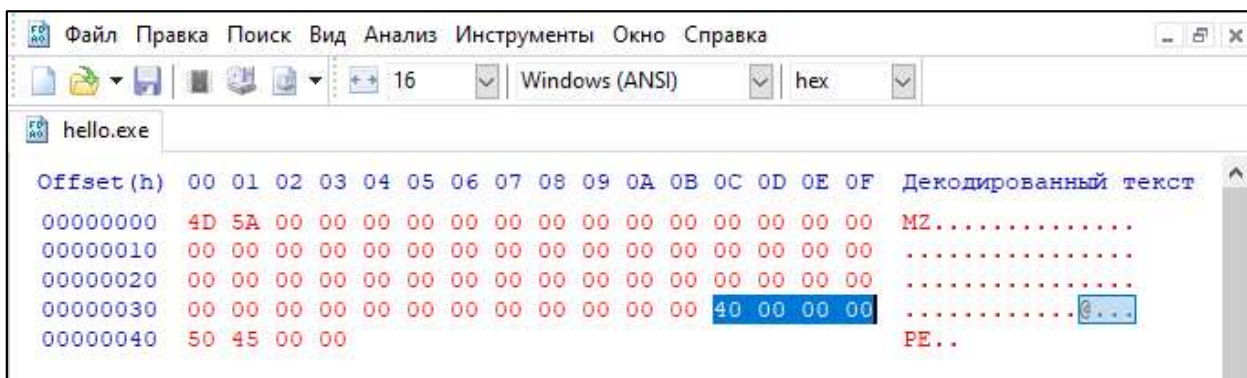 Файл Правка Поиск Вид Анализ Инструменты Окно Справка
16 Windows (ANSI) hex
hello.exe
Offset(h) 00 01 02 03 04 05 06 07 08 09 0A 0B 0C 0D 0E 0F Декодированный текст
00000000 4D 5A 00 00 00 00 00 00 00 00 00 00 00 00 00 00 MZ..............
00000010 00 00 00 00 00 00 00 00 00 00 00 00 00 00 00 00 ................
00000020 00 00 00 00 00 00 00 00 00 00 00 00 00 00 00 00 ................
00000030 00 00 00 00 00 00 00 00 00 00 00 00 40 00 00 00 ............@...
00000040 50 45 00 00 PE..